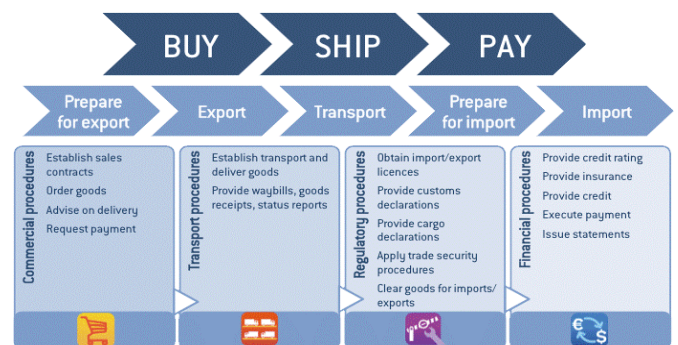 BUY
SHIP
PAY
Prepare
for export
Export
Transport
Prepare
for import
Import
Commercial procedures
Establish sales
contracts
Order goods
Advise on delivery
Request payment
Transport procedures
Establish transport and
deliver goods
Provide waybills, goods
receipts, status reports
Regulatory procedures
Obtain import/export
licences
Provide customs
declarations
Provide cargo
declarations
Apply trade security
procedures
Clear goods for imports/
exports
Financial procedures
Provide credit rating
Provide insurance
Provide credit
Execute payment
Issue statements
€
$